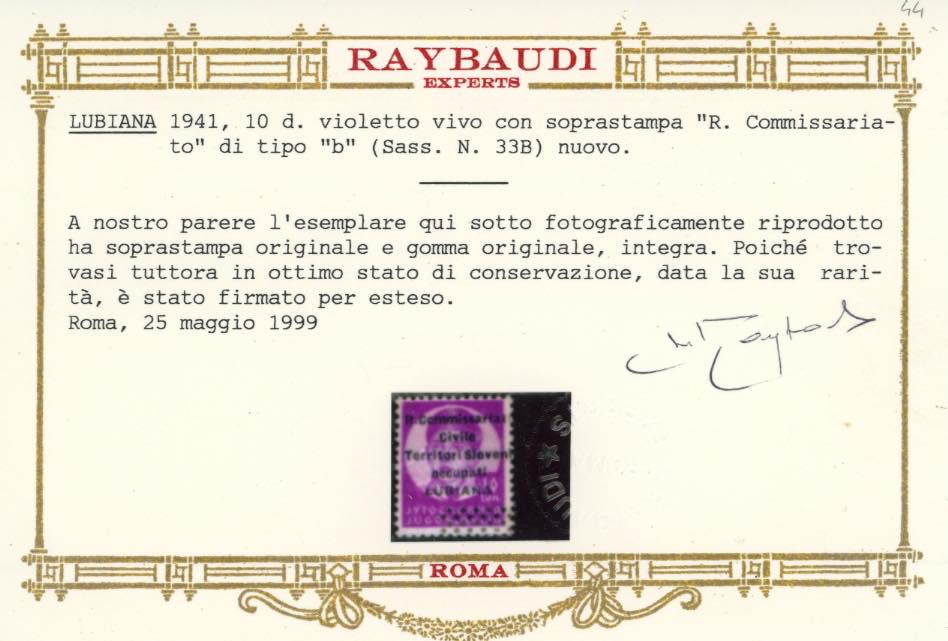 44
RAYBAUDI
EXPERTS
LUBIANA 1941, 10 d. violetto vivo con soprastampa "R. Commissaria-
to" di tipo "b" (Sass. N. 33B) nuovo.
A nostro parere l'esemplare qui sotto fotograficamente riprodotto
ha soprastampa originale e gomma originale, integra. Poiché tro-
vasi tuttora in ottimo stato di conservazione, data la sua rari-
tà, è stato firmato per esteso.
Roma, 25 maggio 1999
R. Commissariat
Civile
Territori Sloveni
occupati
LUBIANA
ROMA